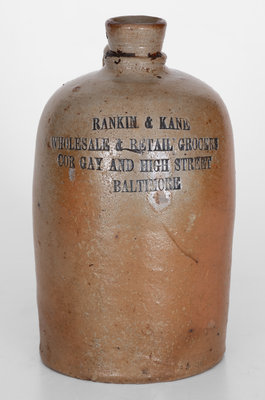 RANKIN & KANE
WHOLESALE & RETAIL GROCERS
COR GAY AND HIGH STREET
BALTIMORE